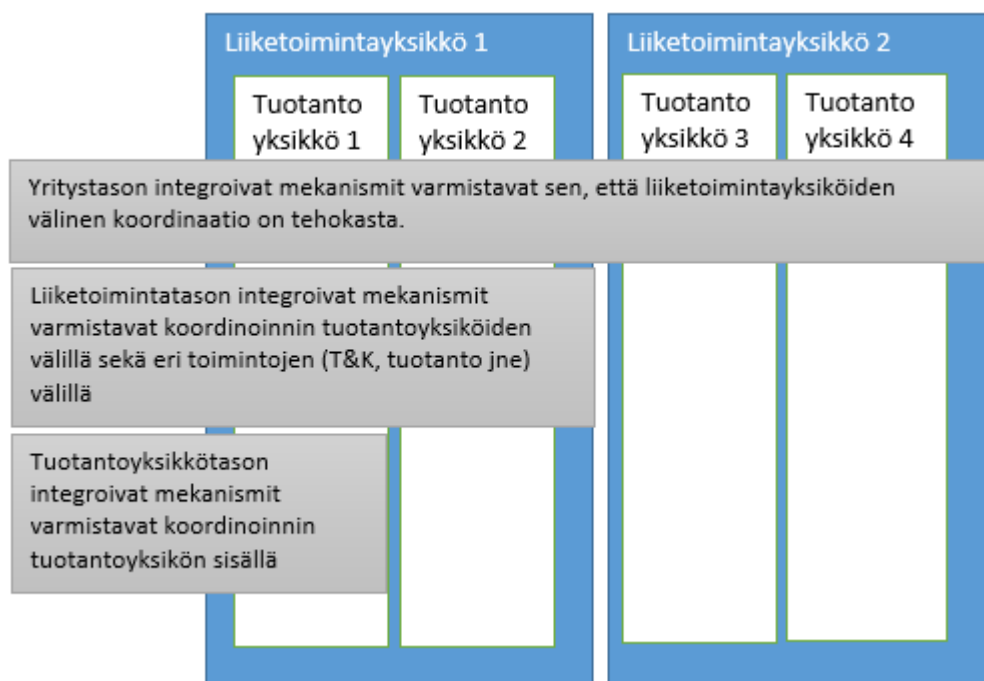 Liiketoimintayksikkö 1
Liiketoimintayksikkö 2
Tuotanto
yksikkö 1
Tuotanto
yksikkö 2
Tuotanto
yksikkö 3
Tuotanto
yksikkö 4
Yritystason integroivat mekanismit varmistavat sen, että liiketoimintayksiköiden
välinen koordinaatio on tehokasta.
Liiketoimintatason integroivat mekanismit
varmistavat koordinoinnin tuotantoyksiköiden
välillä sekä eri toimintojen (T&K, tuotanto jne)
välillä
Tuotantoyksikkötason
integroivat mekanismit
varmistavat koordinoinnin
tuotantoyksikön sisällä